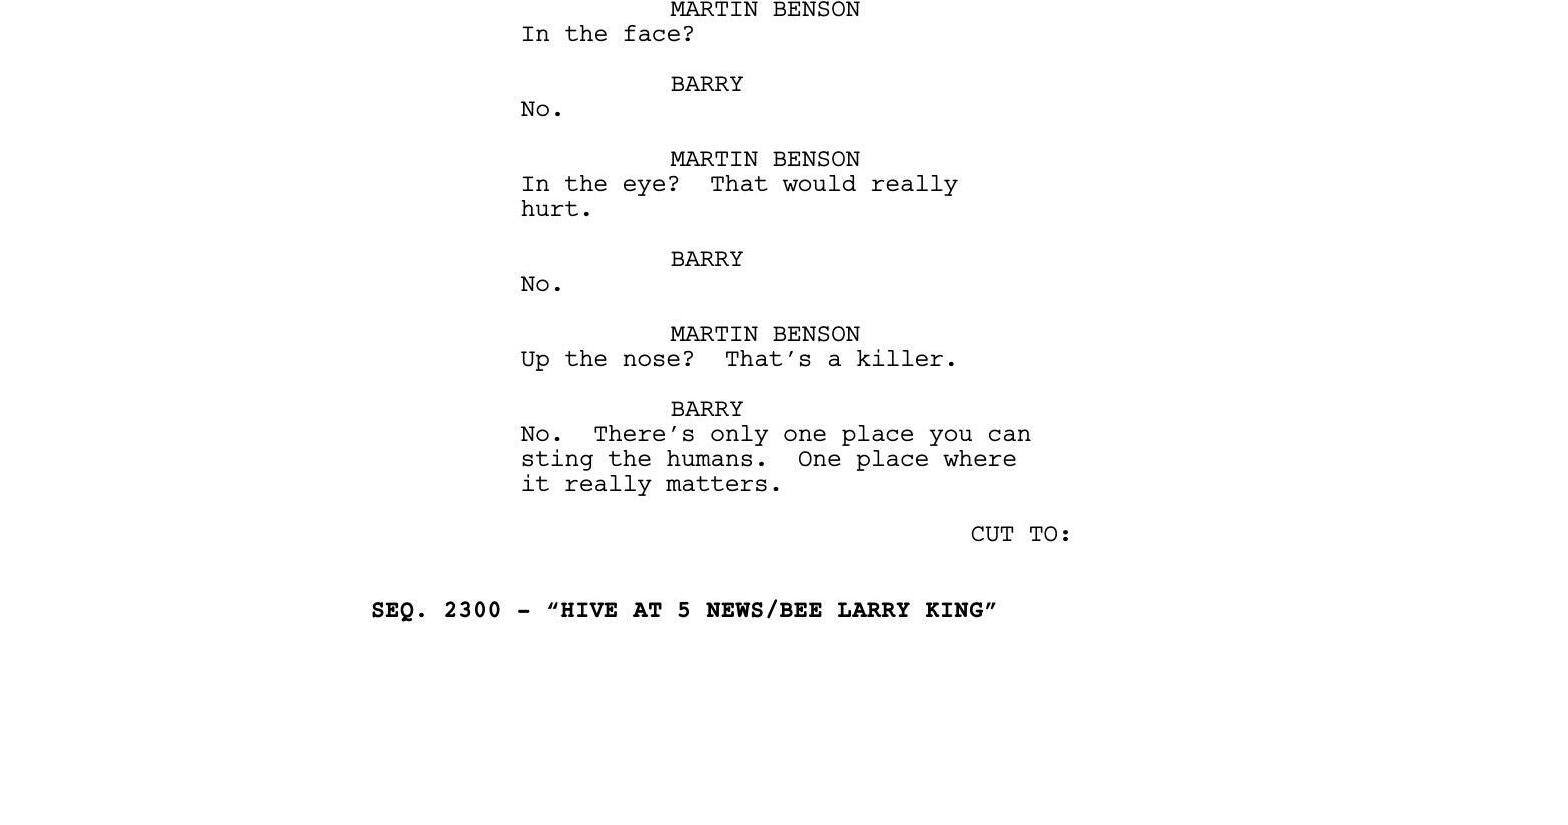 MARTIN BENSON
In the face?
BARRY
No.
MARTIN BENSON
In the eye?  That would really
hurt.
BARRY
No.
MARTIN BENSON
Up the nose?  That’s a killer.
BARRY
No.  There’s only one place you can
sting the humans.  One place where
it really matters.
CUT TO:
SEQ. 2300 - “HIVE AT 5 NEWS/BEE LARRY KING”